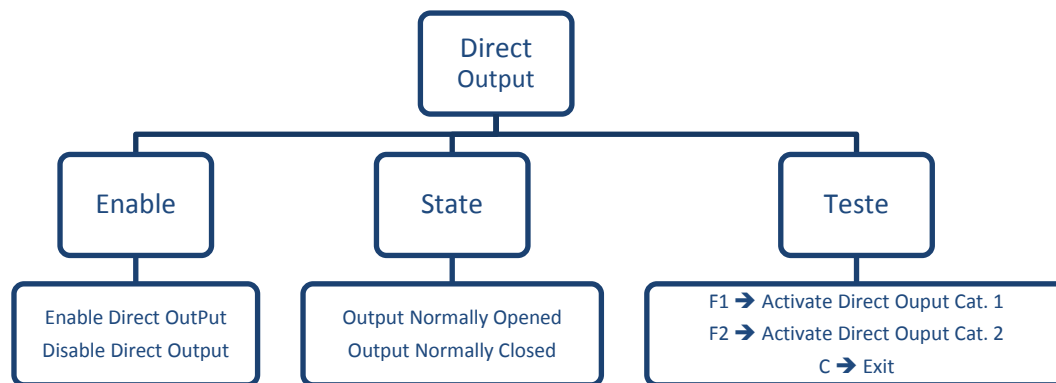 Direct
Output
Enable
State
Teste
Enable Direct OutPut
Disable Direct Output
Output Normally Opened
Output Normally Closed
F1 ➔ Activate Direct Ouput Cat. 1
F2 ➔ Activate Direct Ouput Cat. 2
C ➔ Exit